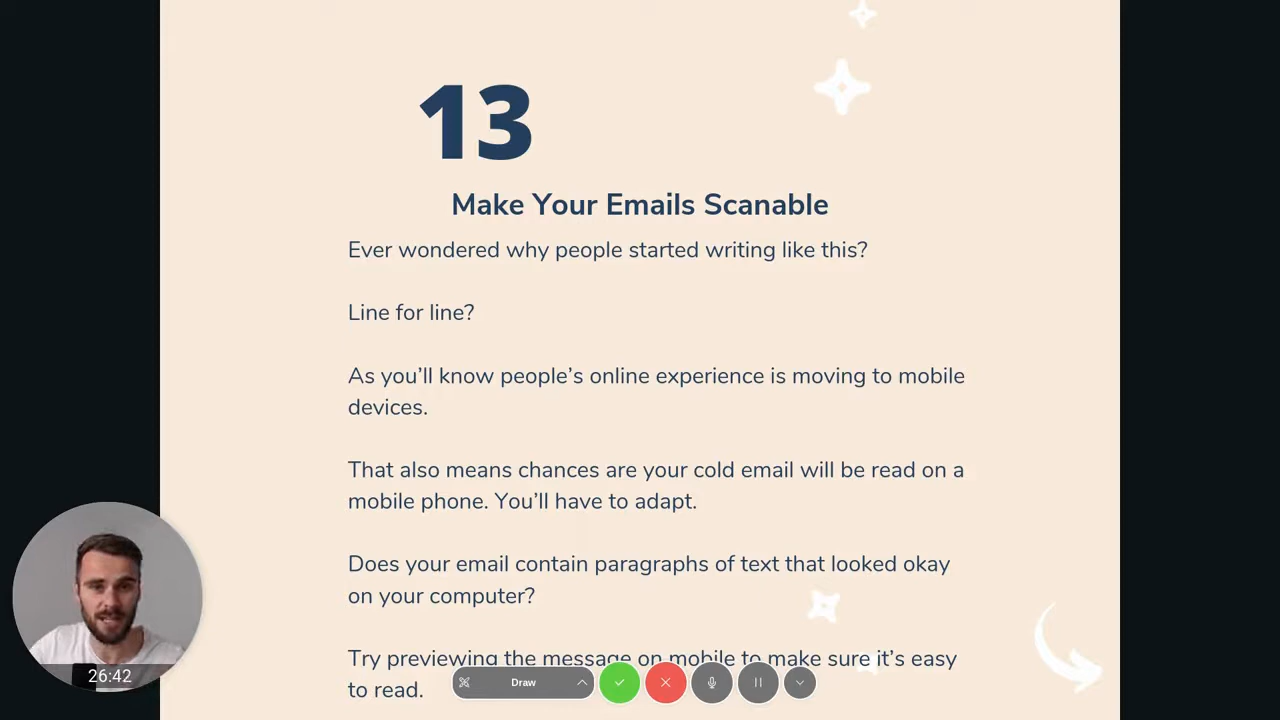 13
Make Your Emails Scanable
Ever wondered why people started writing like this?
Line for line?
As you’ll know people’s online experience is moving to mobile
devices.
That also means chances are your cold email will be read on a
mobile phone. You’ll have to adapt.
Does your email contain paragraphs of text that looked okay
on your computer?
Try previewing the message on mobile to make sure it’s easy
to read.
Draw
26:42